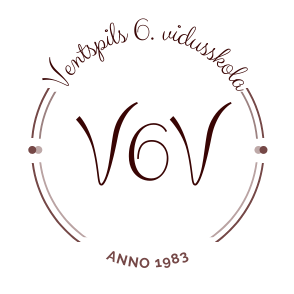 Ventspils 6. vidusskola
V6V
ANNO 1983